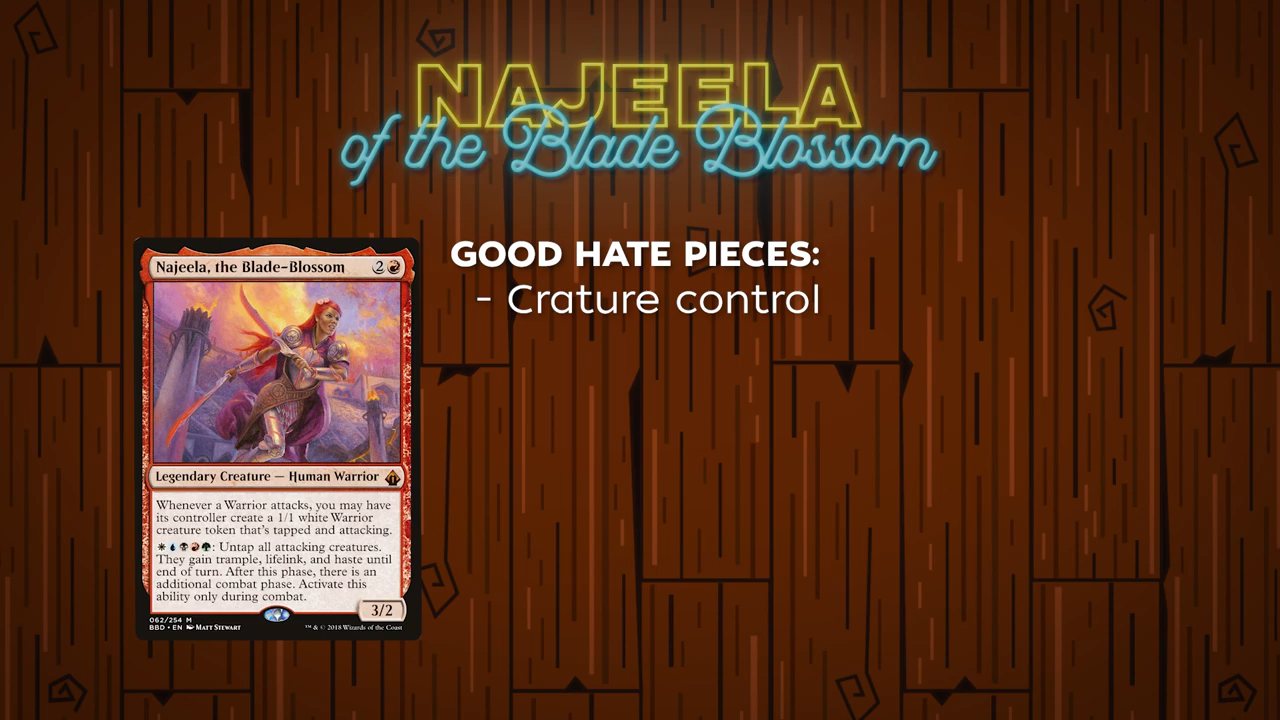 NAJEELA
of the Blade Blossom
GOOD HATE PIECES:
- Crature control
Najeela, the Blade-Blossom 2
Legendary Creature — Human Warrior
Whenever a Warrior attacks, you may have
its controller create a 1/1 white Warrior
creature token that's tapped and attacking.
: Untap all attacking creatures.
They gain trample, lifelink, and haste until
end of turn. After this phase, there is an
additional combat phase. Activate this
ability only during combat.
3/2
062/254 M
BBD • EN MATT STEWART
™ & © 2018 Wizards of the Coast